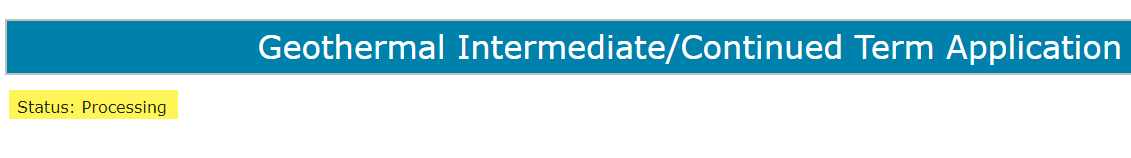 Geothermal Intermediate/Continued Term Application
Status: Processing